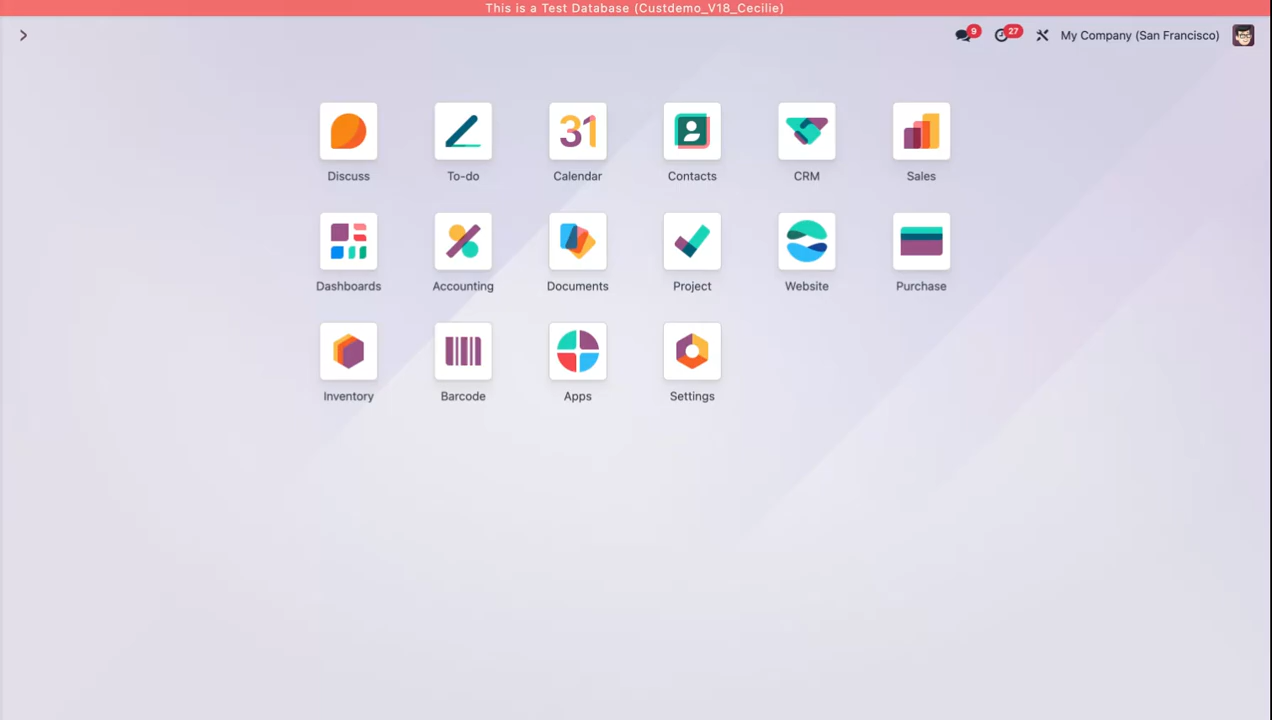 This is a Test Database (Custdemo_V18_Cecilie)
9 27 My Company (San Francisco)
31
Discuss To-do Calendar Contacts CRM Sales
Dashboards Accounting Documents Project Website Purchase
Inventory Barcode Apps Settings